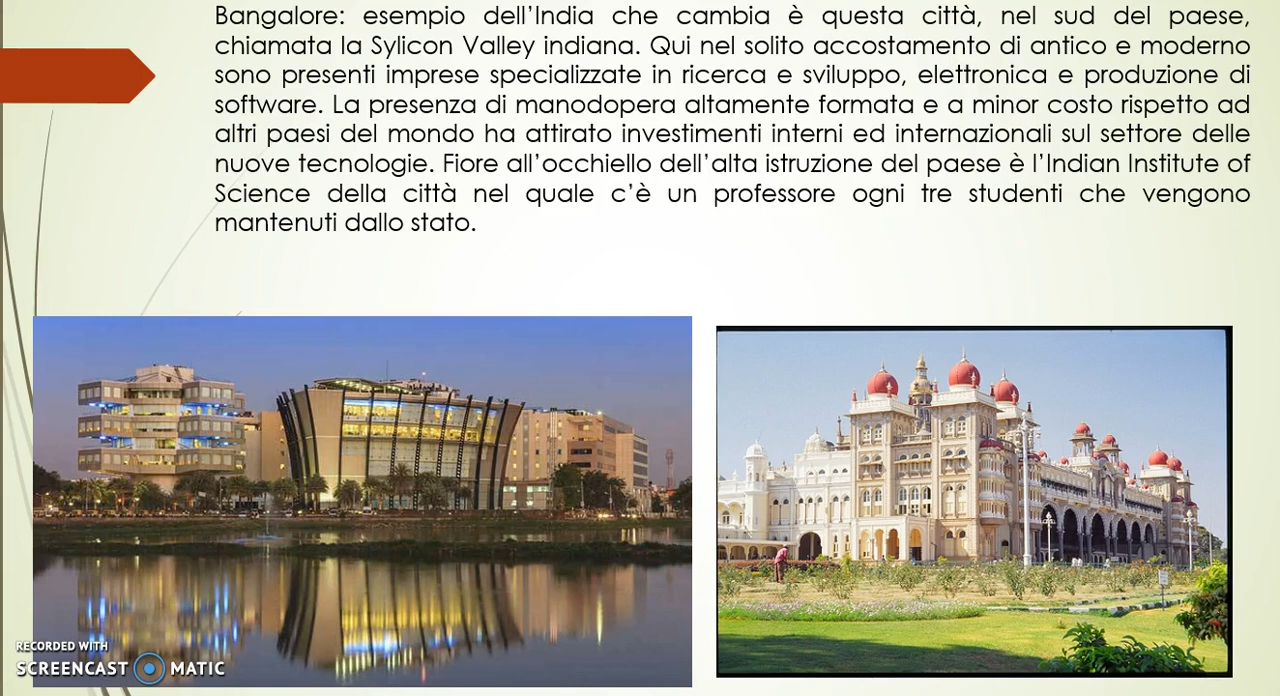 Bangalore: esempio dell’India che cambia è questa città, nel sud del paese,
chiamata la Sylicon Valley indiana. Qui nel solito accostamento di antico e moderno
sono presenti imprese specializzate in ricerca e sviluppo, elettronica e produzione di
software. La presenza di manodopera altamente formata e a minor costo rispetto ad
altri paesi del mondo ha attirato investimenti interni ed internazionali sul settore delle
nuove tecnologie. Fiore all’occhiello dell’alta istruzione del paese è l’Indian Institute of
Science della città nel quale c’è un professore ogni tre studenti che vengono
mantenuti dallo stato.
RECORDED WITH
SCREENCAST MATIC